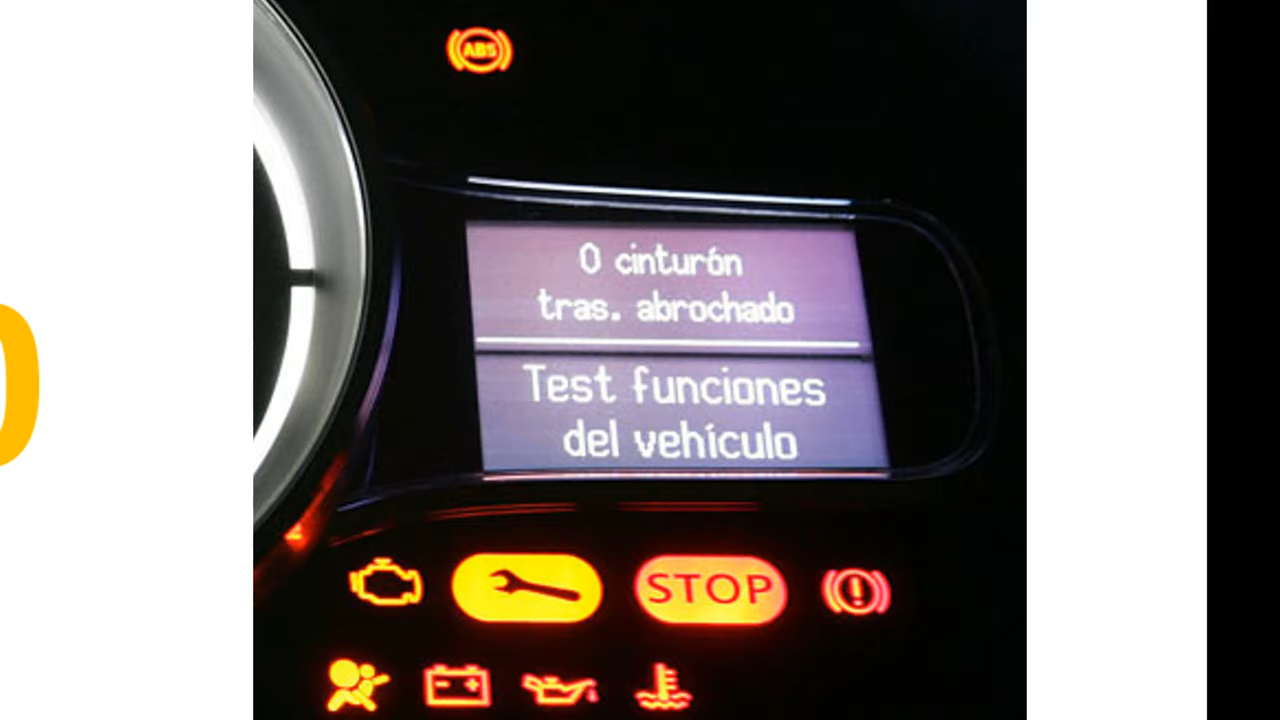 ABS
0 cinturón
tras. abrochado
Test funciones
del vehículo
STOP